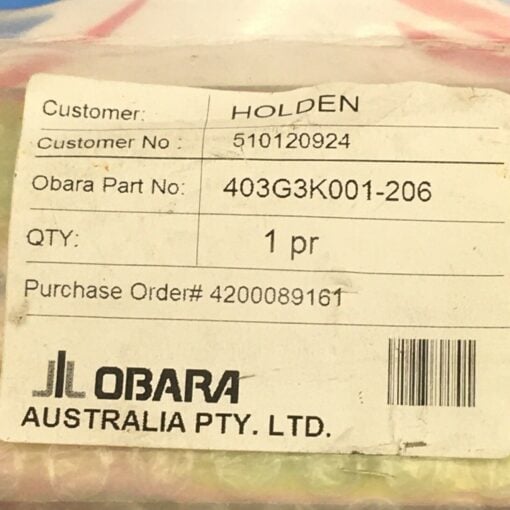 Customer: HOLDEN
Customer No : 510120924
Obara Part No: 403G3K001-206
QTY: 1 pr
Purchase Order# 4200089161
OBARA
AUSTRALIA PTY. LTD.